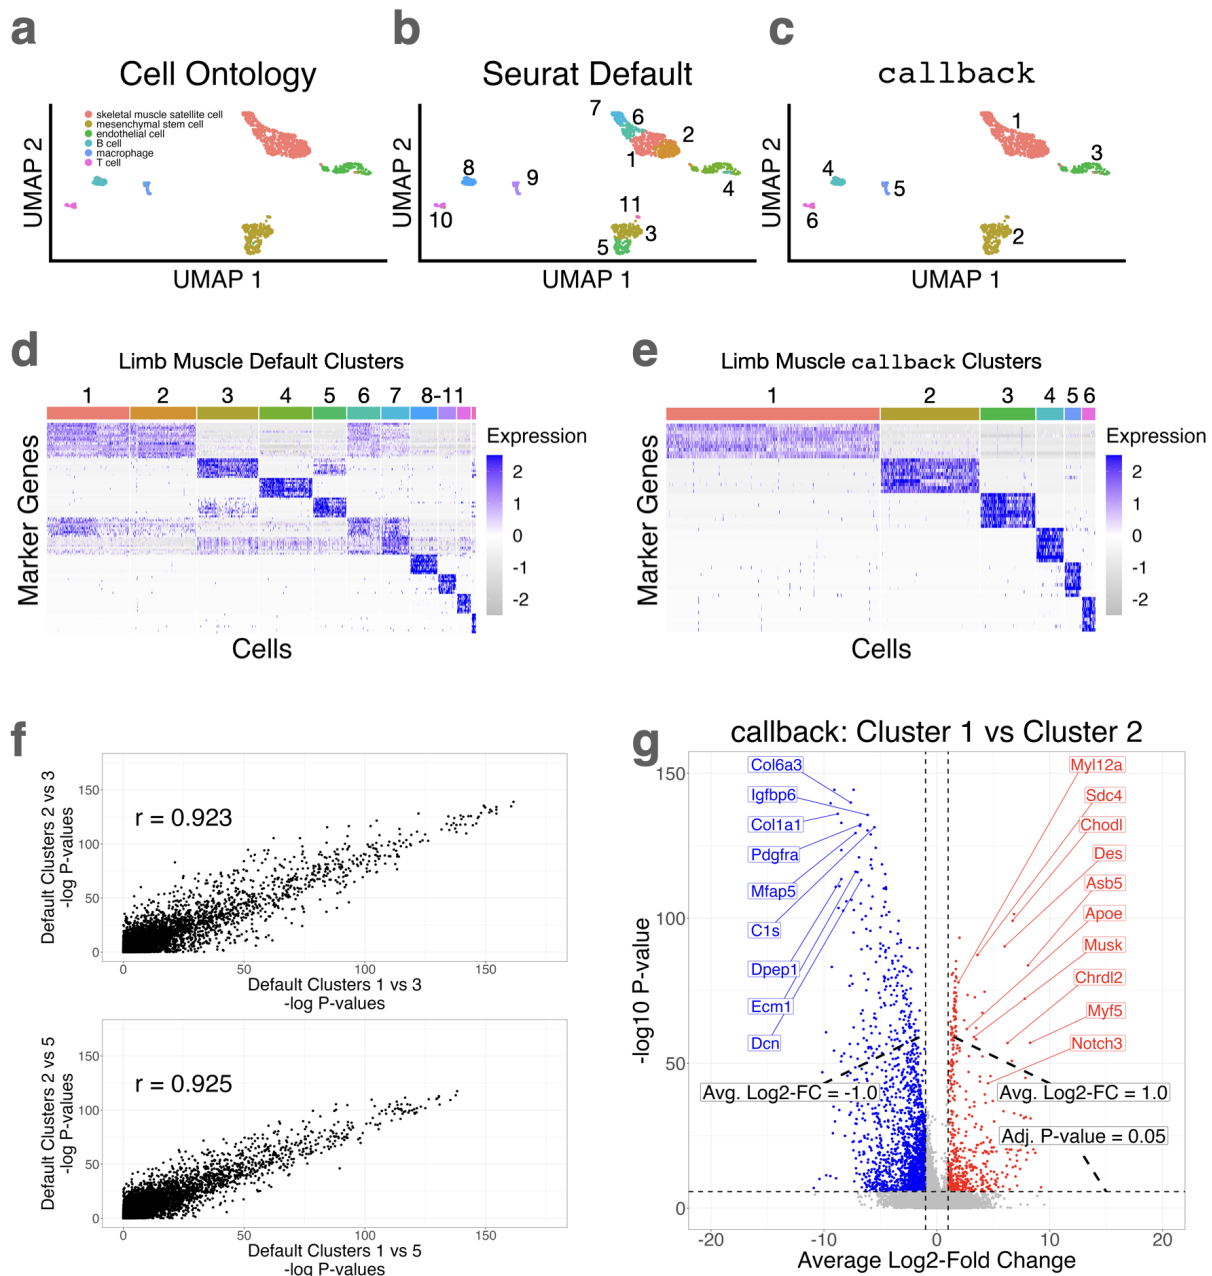 a
Cell Ontology
skeletal muscle satellite cell
mesenchymal stem cell
endothelial cell
B cell
macrophage
T cell
UMAP 2
UMAP 1
b
Seurat Default
7
6
2
1
8
9
4
10
11
3
5
UMAP 2
UMAP 1
c
callback
1
3
4
5
6
2
UMAP 2
UMAP 1
d
Limb Muscle Default Clusters
1 2 3 4 5 6 7 8-11
Marker Genes
Cells
Expression
2
1
0
-1
-2
e
Limb Muscle callback Clusters
1 2 3 4 5 6
Marker Genes
Cells
Expression
2
1
0
-1
-2
f
Default Clusters 2 vs 3
-log P-values
r = 0.923
150
100
50
0
0 50 100 150
Default Clusters 1 vs 3
-log P-values
Default Clusters 2 vs 5
-log P-values
r = 0.925
150
100
50
0
0 50 100 150
Default Clusters 1 vs 5
-log P-values
g
callback: Cluster 1 vs Cluster 2
-log10 P-value
150
100
50
0
Col6a3
Igfbp6
Col1a1
Pdgfra
Mfap5
C1s
Dpep1
Ecm1
Dcn
Myl12a
Sdc4
Chodl
Des
Asb5
Apoe
Musk
Chrdl2
Myf5
Notch3
Avg. Log2-FC = -1.0
Avg. Log2-FC = 1.0
Adj. P-value = 0.05
-20 -10 0 10 20
Average Log2-Fold Change